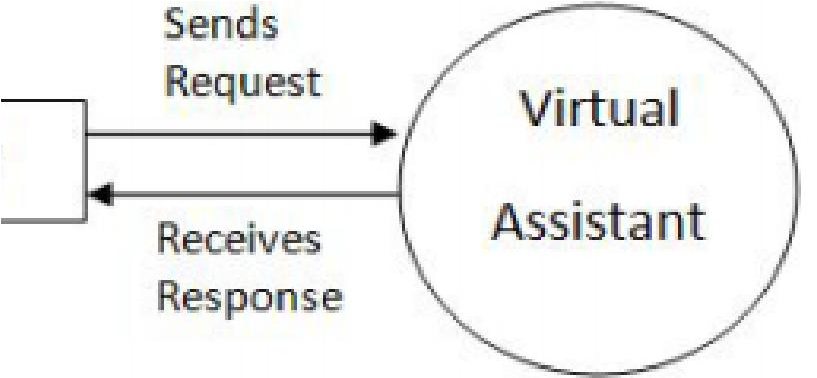 Sends
Request
Virtual
Assistant
Receives
Response